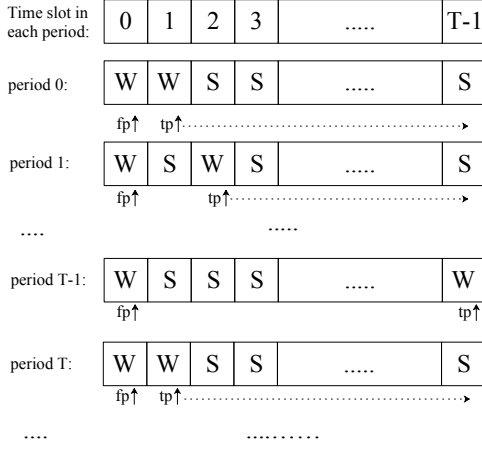 Time slot in
each period: 0 1 2 3 ..... T-1
period 0: W W S S ..... S
fp tp
period 1: W S W S ..... S
fp tp
.... .....
period T-1: W S S S ..... W
fp tp
period T: W W S S ..... S
fp tp
.... ..........